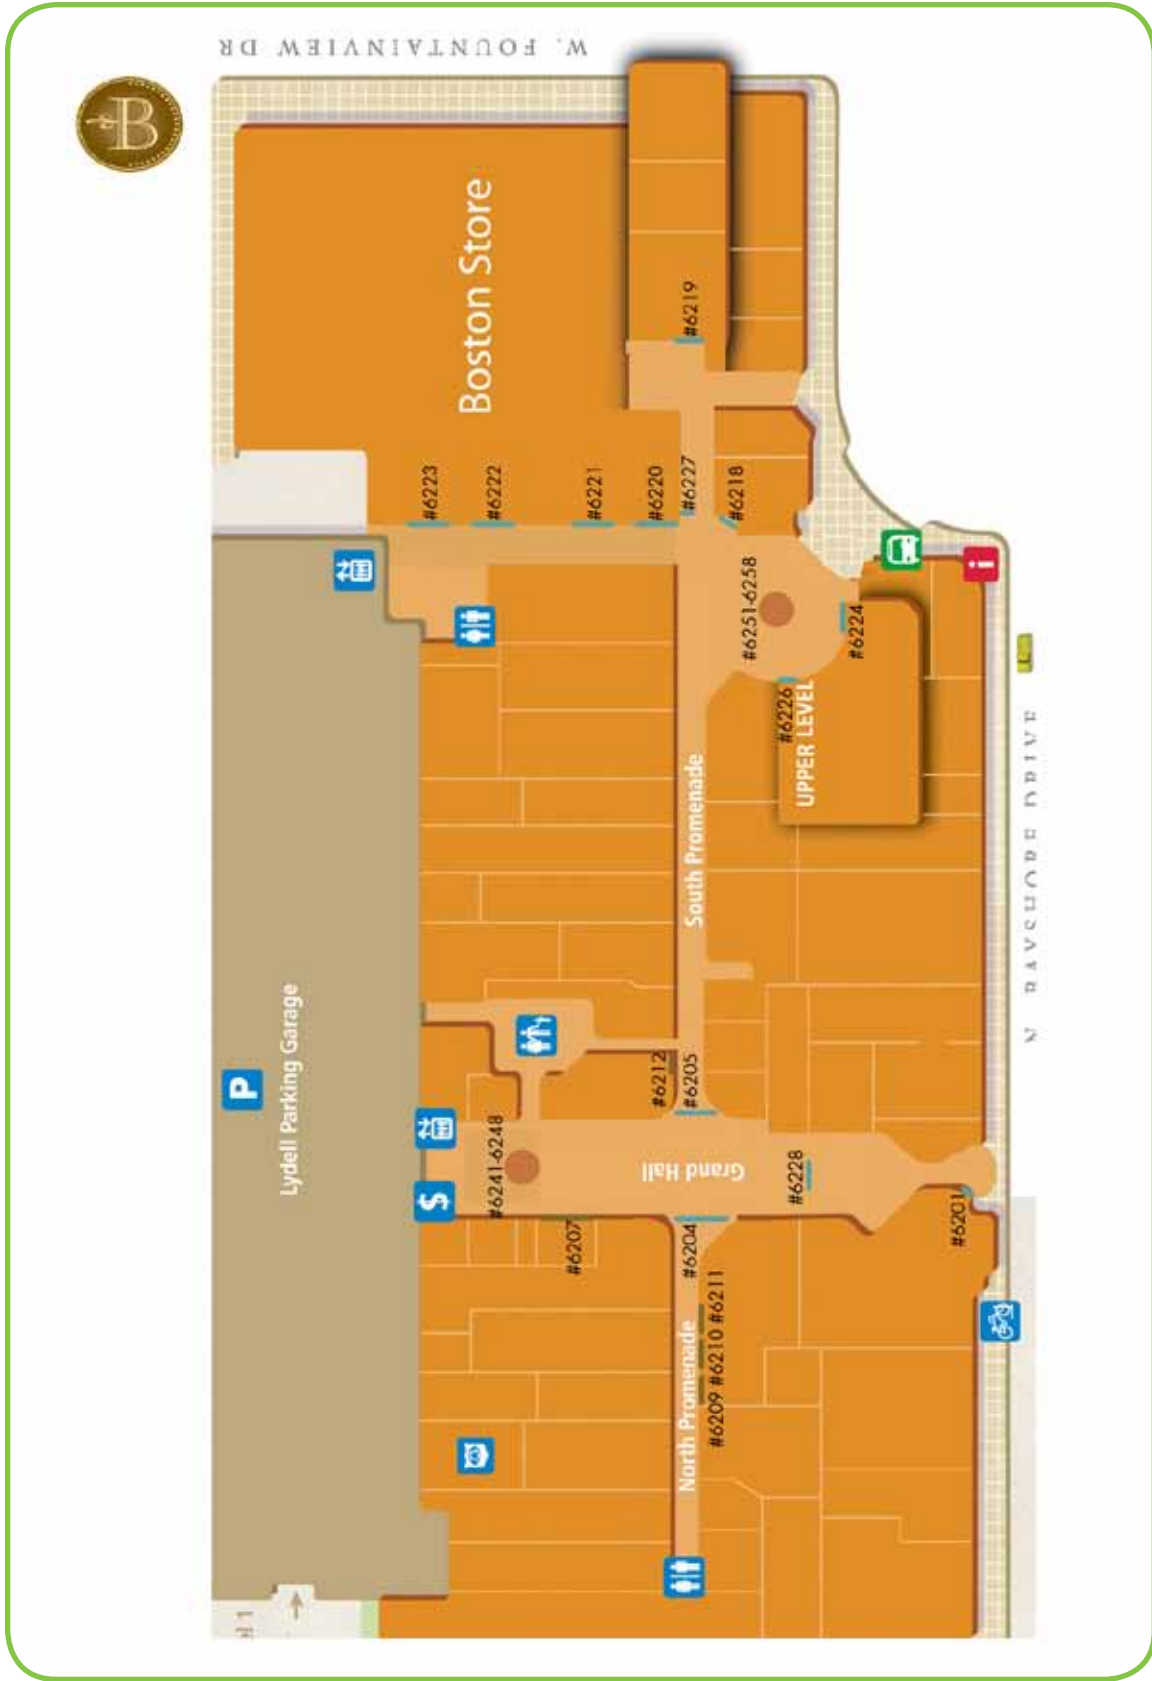 W. FOUNTAINVIEW DR
B
Boston Store
#6219
#6223
#6222
#6221
#6220
#6227
#6218
#6251-6258
#6224
#6226
UPPER LEVEL
South Promenade
N. BAYSHORE DRIVE
P
Lydell Parking Garage
#6212
#6205
#6241-6248
$
Grand Hall
#6228
#6201
#6207
#6204
North Promenade
#6209 #6210 #6211
i